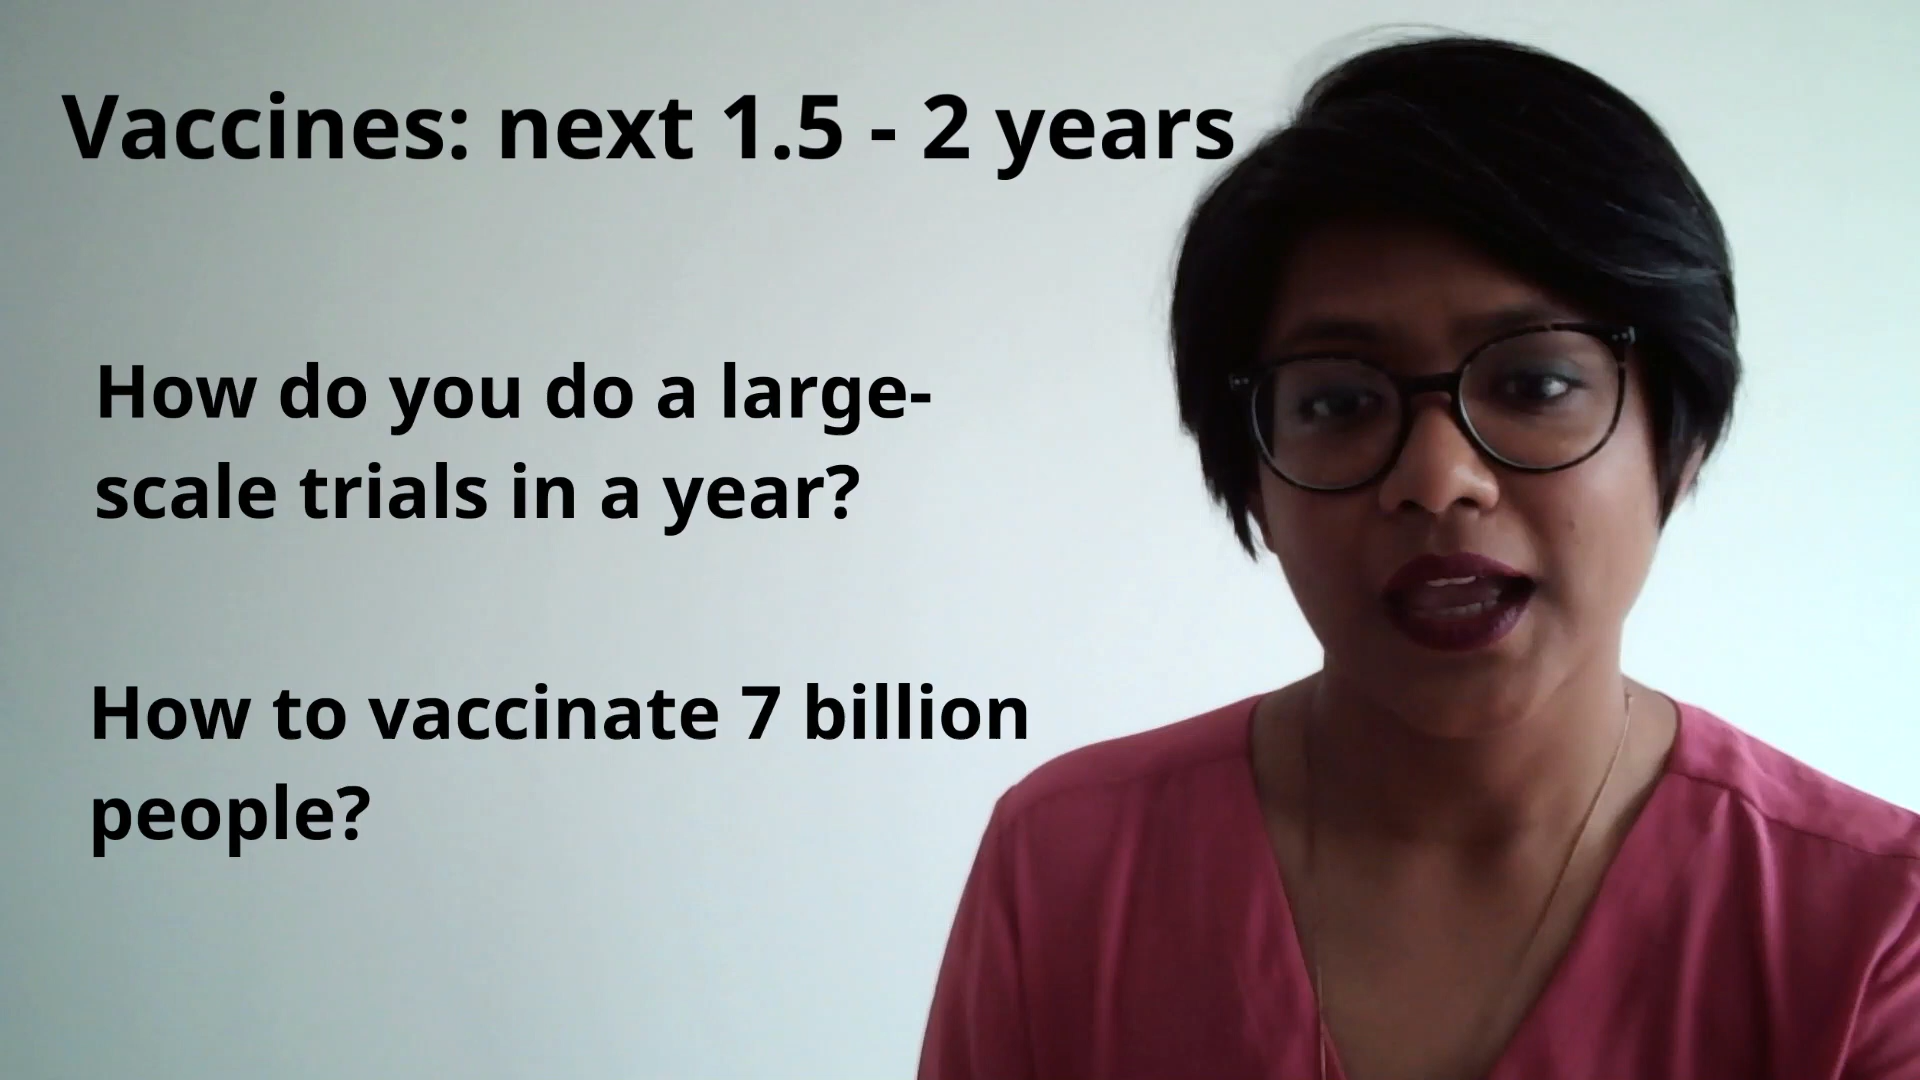 Vaccines: next 1.5 - 2 years
How do you do a large-
scale trials in a year?
How to vaccinate 7 billion
people?